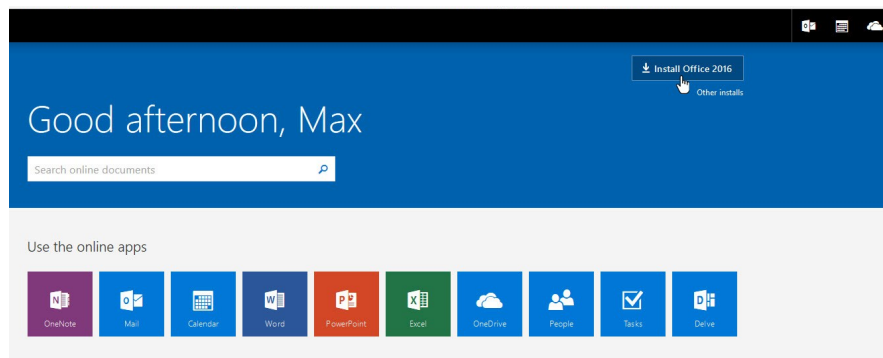 Install Office 2016
Other installs
Good afternoon, Max
Search online documents
Use the online apps
OneNote
Mail
Calendar
Word
PowerPoint
Excel
OneDrive
People
Tasks
Delve